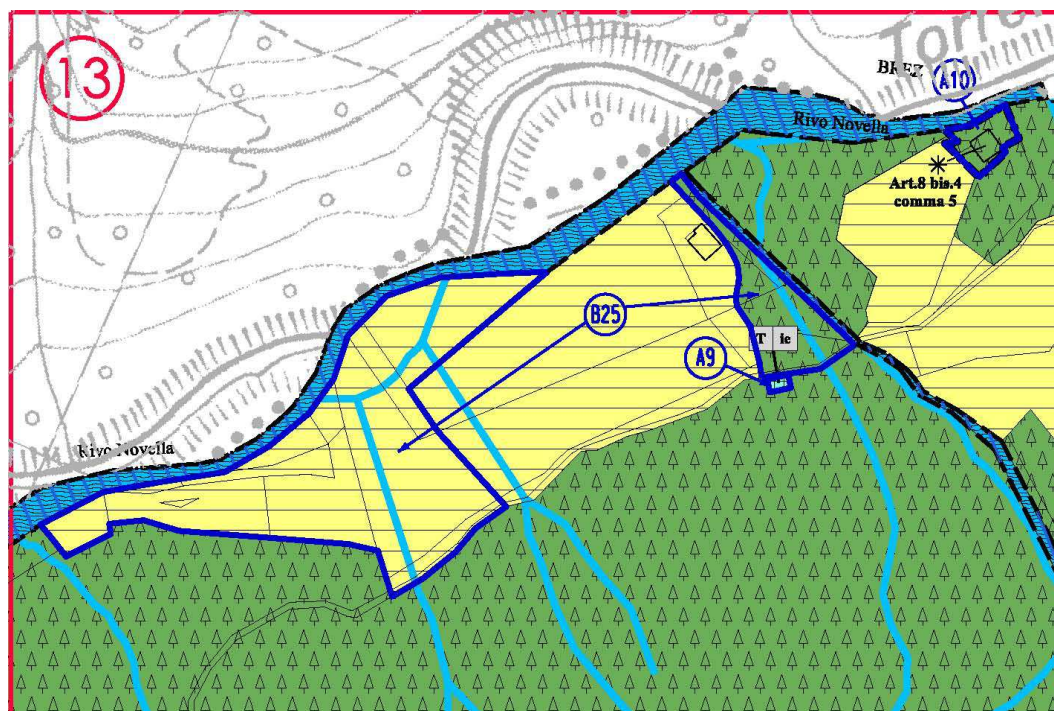 13
Torre
BREZ
A10
Rivo Novella
Art.8 bis.4
comma 5
B25
T ie
A9
Rivo Novella